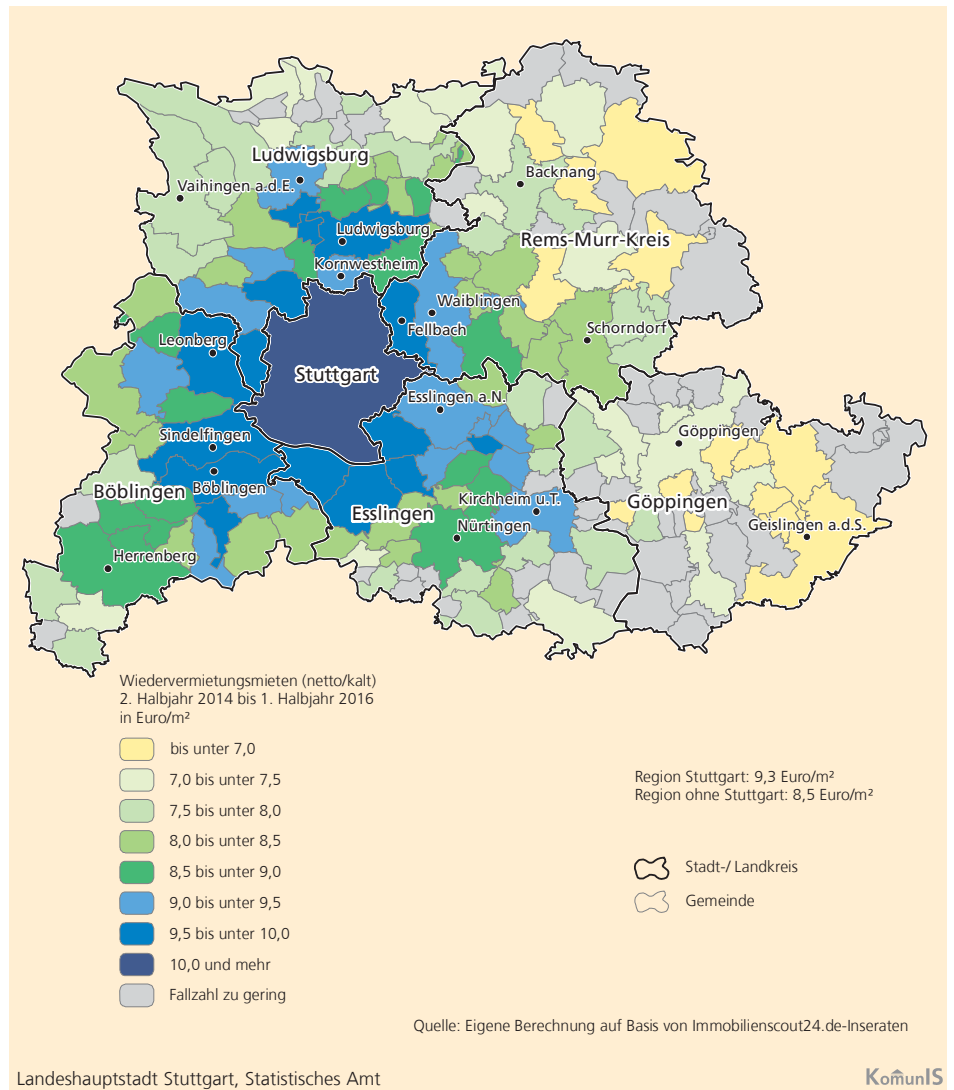 Ludwigsburg
Vaihingen a.d.E.
Backnang
Ludwigsburg
Rems-Murr-Kreis
Kornwestheim
Waiblingen
Fellbach
Schorndorf
Leonberg
Stuttgart
Esslingen a.N.
Sindelfingen
Göppingen
Böblingen
Böblingen
Kirchheim u.T.
Göppingen
Esslingen
Nürtingen
Geislingen a.d.S.
Herrenberg
Wiedervermietungsmieten (netto/kalt)
2. Halbjahr 2014 bis 1. Halbjahr 2016
in Euro/m²
bis unter 7,0
7,0 bis unter 7,5
7,5 bis unter 8,0
8,0 bis unter 8,5
8,5 bis unter 9,0
9,0 bis unter 9,5
9,5 bis unter 10,0
10,0 und mehr
Fallzahl zu gering
Region Stuttgart: 9,3 Euro/m²
Region ohne Stuttgart: 8,5 Euro/m²
Stadt-/ Landkreis
Gemeinde
Quelle: Eigene Berechnung auf Basis von Immobilienscout24.de-Inseraten
Landeshauptstadt Stuttgart, Statistisches Amt
KomunIS